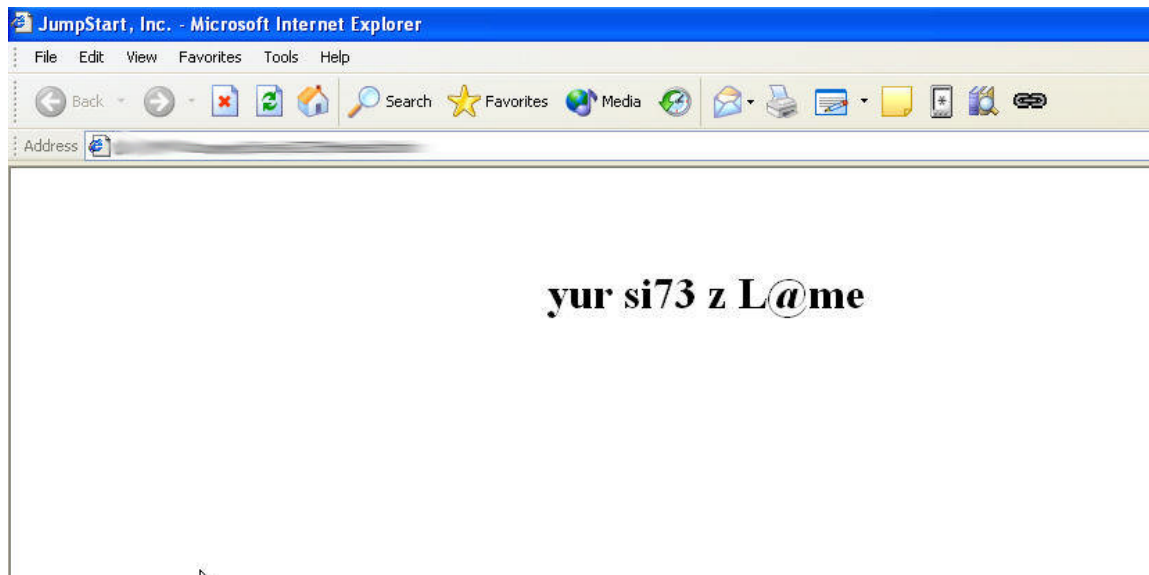 JumpStart, Inc. - Microsoft Internet Explorer
File Edit View Favorites Tools Help
Back Search Favorites Media
Address
yur si73 z L@me